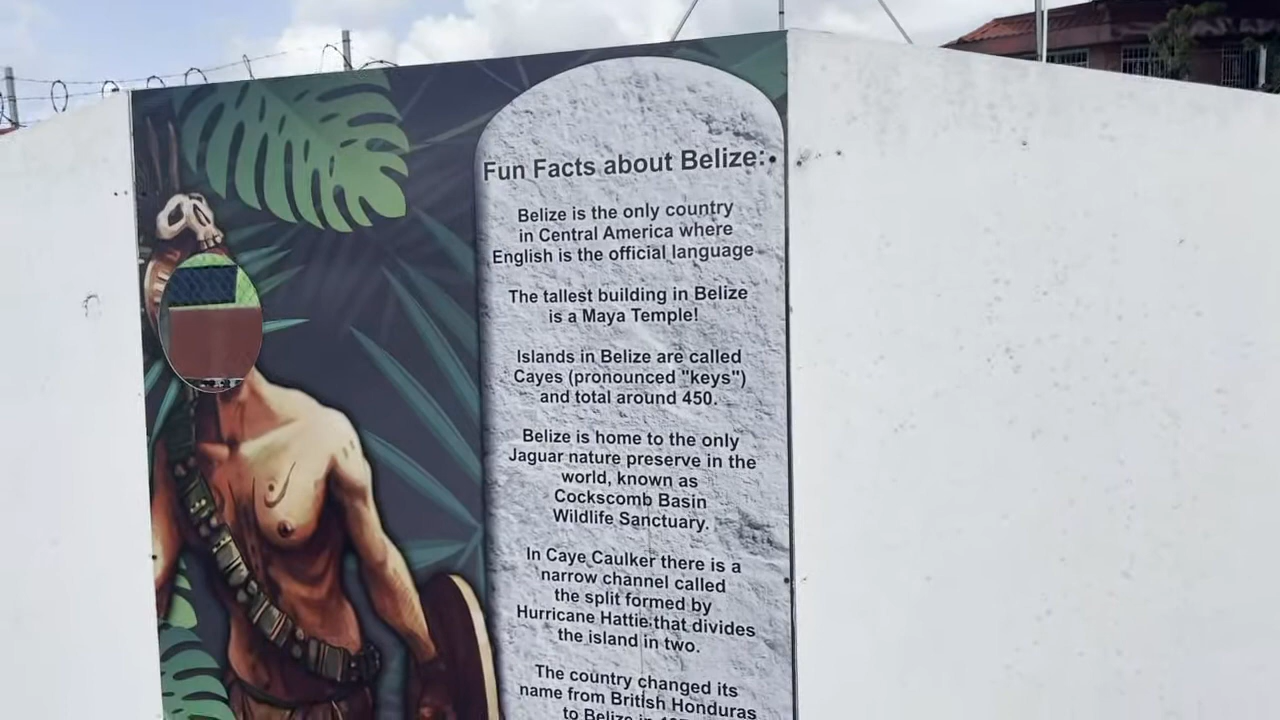 Fun Facts about Belize:
Belize is the only country
in Central America where
English is the official language
The tallest building in Belize
is a Maya Temple!
Islands in Belize are called
Cayes (pronounced "keys")
and total around 450.
Belize is home to the only
Jaguar nature preserve in the
world, known as
Cockscomb Basin
Wildlife Sanctuary.
In Caye Caulker there is a
narrow channel called
the split formed by
Hurricane Hattie that divides
the island in two.
The country changed its
name from British Honduras
to Belize in